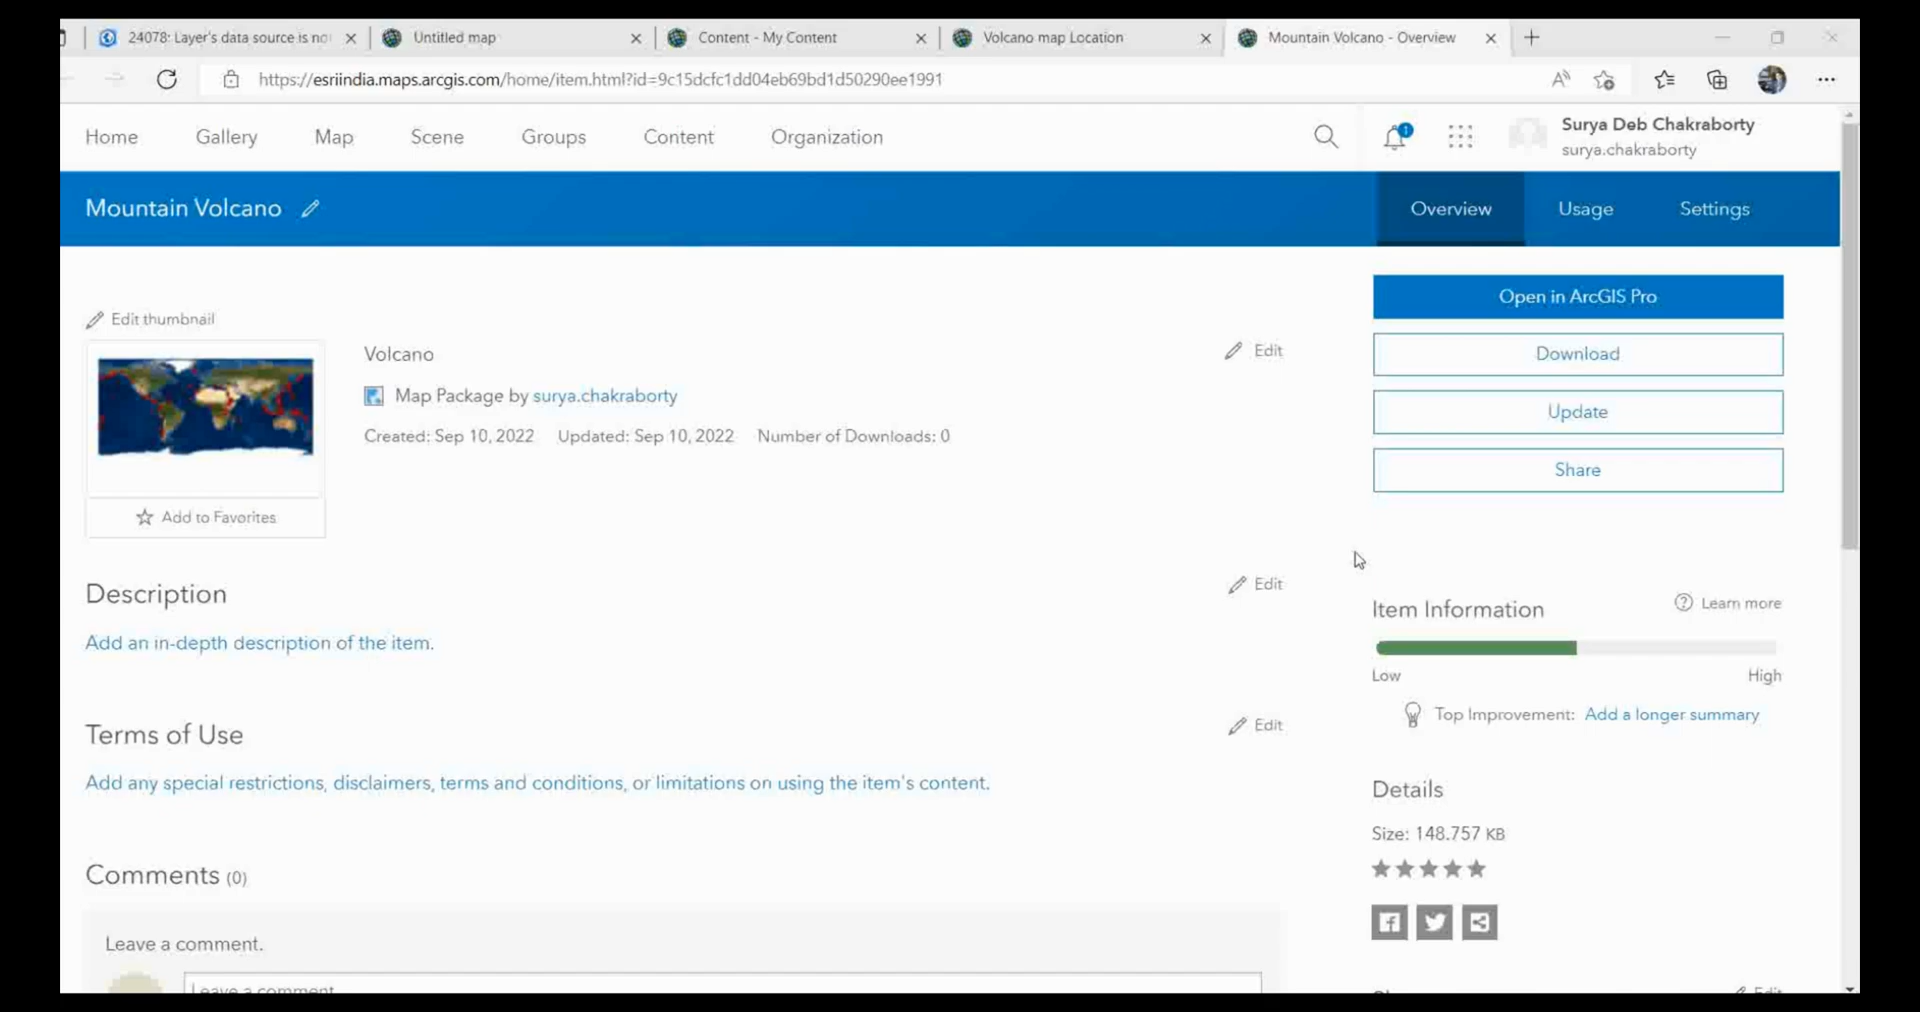 24078: Layer's data source is no
Untitled map
Content - My Content
Volcano map Location
Mountain Volcano - Overview
https://esriindia.maps.arcgis.com/home/item.html?id=9c15dcfc1dd04eb69bd1d50290ee1991
Home Gallery Map Scene Groups Content Organization
1
Surya Deb Chakraborty
surya.chakraborty
Mountain Volcano
Overview Usage Settings
Open in ArcGIS Pro
Edit thumbnail
Volcano
Edit
Download
Map Package by surya.chakraborty
Update
Created: Sep 10, 2022 Updated: Sep 10, 2022 Number of Downloads: 0
Share
Add to Favorites
Description
Edit
Item Information
Learn more
Add an in-depth description of the item.
Low High
Top Improvement: Add a longer summary
Terms of Use
Edit
Add any special restrictions, disclaimers, terms and conditions, or limitations on using the item's content.
Details
Size: 148.757 KB
Comments (0)
Leave a comment.
Leave a comment
Edit